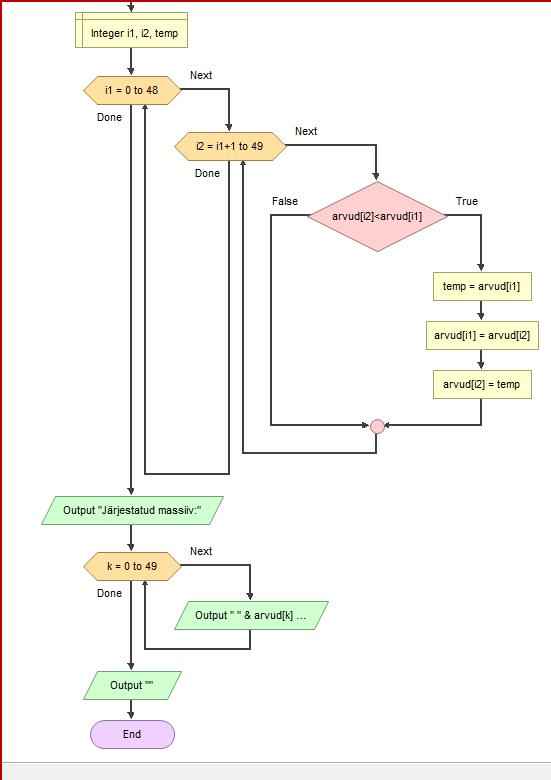 Integer i1, i2, temp
i1 = 0 to 48
Next
Done
i2 = i1+1 to 49
Next
Done
arvud[i2]<arvud[i1]
False
True
temp = arvud[i1]
arvud[i1] = arvud[i2]
arvud[i2] = temp
Output "Järjestatud massiiv:"
k = 0 to 49
Next
Done
Output " " & arvud[k] ...
Output ""
End